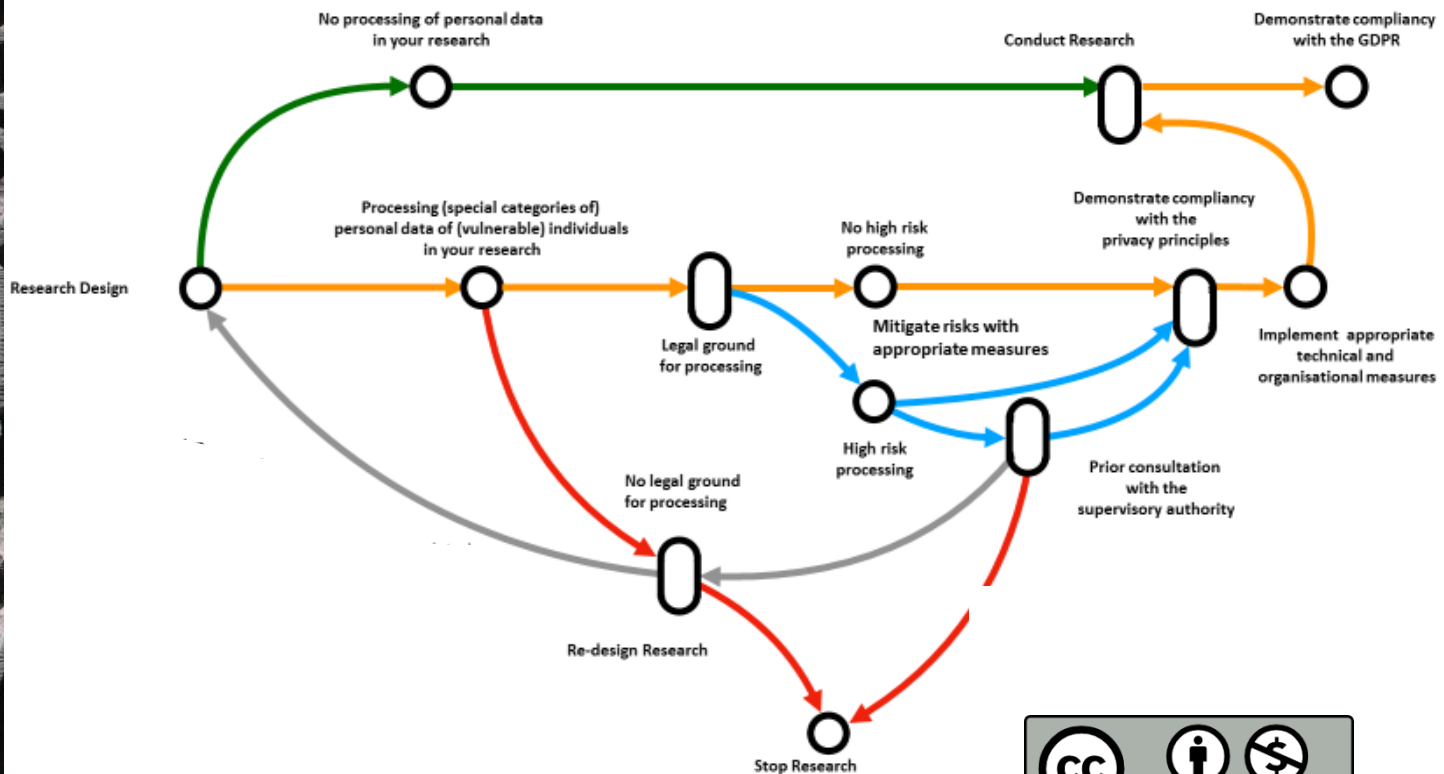 No processing of personal data
in your research
Conduct Research
Demonstrate compliancy
with the GDPR
Processing (special categories of)
personal data of (vulnerable) individuals
in your research
No high risk
processing
Demonstrate compliancy
with the
privacy principles
Research Design
Legal ground
for processing
Mitigate risks with
appropriate measures
Implement appropriate
technical and
organisational measures
High risk
processing
Prior consultation
with the
supervisory authority
No legal ground
for processing
Re-design Research
Stop Research
cc $